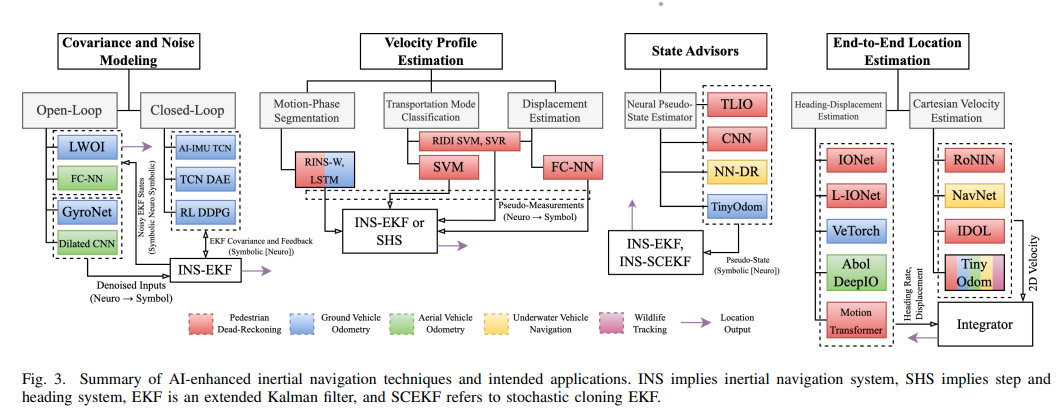 Covariance and Noise
Modeling
Velocity Profile
Estimation
State Advisors
End-to-End Location
Estimation
Open-Loop
Closed-Loop
Motion-Phase
Segmentation
Transportation Mode
Classification
Displacement
Estimation
Neural Pseudo-
State Estimator
Heading-Displacement
Estimation
Cartesian Velocity
Estimation
LWOI
FC-NN
GyroNet
Dilated CNN
AI-IMU TCN
TCN DAE
RL DDPG
Noisy EKF States
(Symbolic Neuro Symbolic)
EKF Covariance and Feedback
(Symbolic [Neuro])
INS-EKF
Denoised Inputs
(Neuro → Symbol)
RIDI SVM, SVR
RINS-W,
LSTM
SVM
FC-NN
Pseudo-Measurements
(Neuro → Symbol)
INS-EKF or
SHS
TLIO
CNN
NN-DR
TinyOdom
INS-EKF,
INS-SCEKF
Pseudo-State
(Symbolic [Neuro])
IONet
L-IONet
VeTorch
Abol
DeepIO
Motion
Transformer
RoNIN
NavNet
IDOL
Tiny
Odom
2D Velocity
Heading Rate,
Displacement
Integrator
Pedestrian
Dead-Reckoning
Ground Vehicle
Odometry
Aerial Vehicle
Odometry
Underwater Vehicle
Navigation
Wildlife
Tracking
Location
Output
Fig. 3. Summary of AI-enhanced inertial navigation techniques and intended applications. INS implies inertial navigation system, SHS implies step and
heading system, EKF is an extended Kalman filter, and SCEKF refers to stochastic cloning EKF.